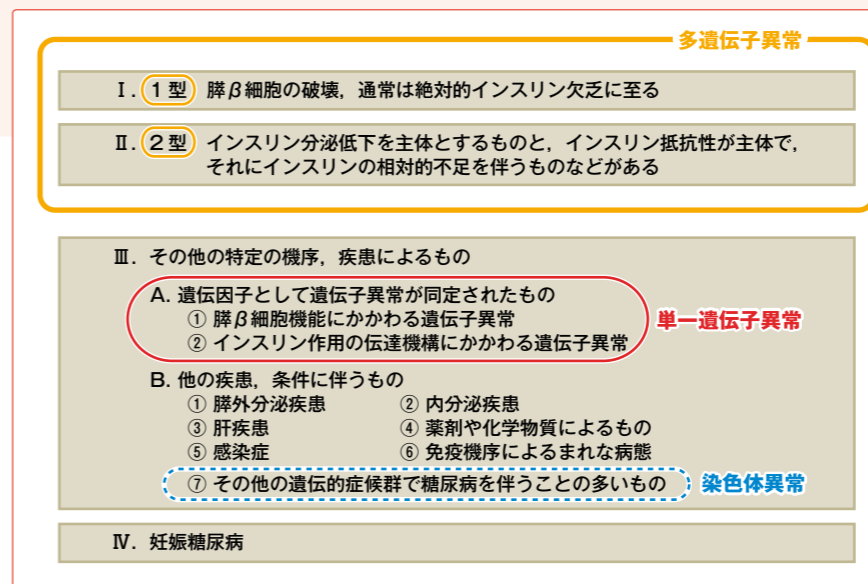 多遺伝子異常
Ⅰ. 1型 膵β細胞の破壊，通常は絶対的インスリン欠乏に至る
Ⅱ. 2型 インスリン分泌低下を主体とするものと，インスリン抵抗性が主体で，
それにインスリンの相対的不足を伴うものなどがある
Ⅲ. その他の特定の機序，疾患によるもの
A. 遺伝因子として遺伝子異常が同定されたもの
① 膵β細胞機能にかかわる遺伝子異常 単一遺伝子異常
② インスリン作用の伝達機構にかかわる遺伝子異常
B. 他の疾患，条件に伴うもの
① 膵外分泌疾患 ② 内分泌疾患
③ 肝疾患 ④ 薬剤や化学物質によるもの
⑤ 感染症 ⑥ 免疫機序によるまれな病態
⑦ その他の遺伝的症候群で糖尿病を伴うことの多いもの 染色体異常
Ⅳ. 妊娠糖尿病